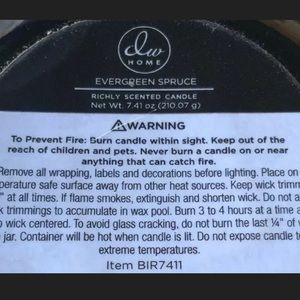 dw
HOME
EVERGREEN SPRUCE
RICHLY SCENTED CANDLE
Net Wt. 7.41 oz (210.07g)
⚠WARNING
To Prevent Fire: Burn candle within sight. Keep out of the
reach of children and pets. Never burn a candle on or near
anything that can catch fire.
Remove all wrapping, labels and decorations before lighting. Place on
perature safe surface away from other heat sources. Keep wick trimm
" at all times. If flame smokes, extinguish and shorten wick. Do not a
k trimmings to accumulate in wax pool. Burn 3 to 4 hours at a time a
p wick centered. To avoid glass cracking, do not burn the last ¼" of w
e jar. Container will be hot when candle is lit. Do not expose candle t
extreme temperatures.
Item BIR7411